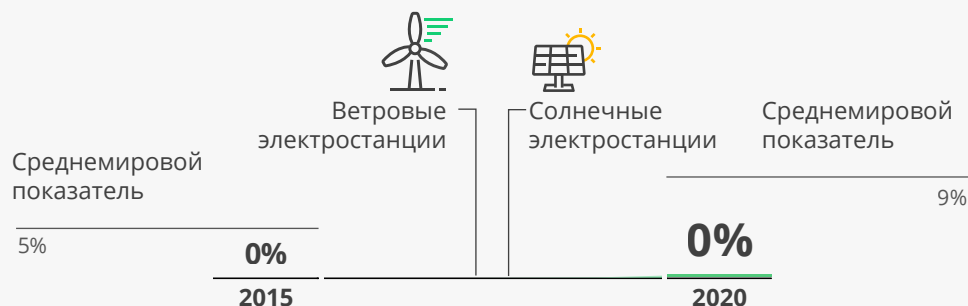 Ветровые
электростанции
Солнечные
электростанции
Среднемировой
показатель
Среднемировой
показатель
9%
5%
0%
0%
2015
2020